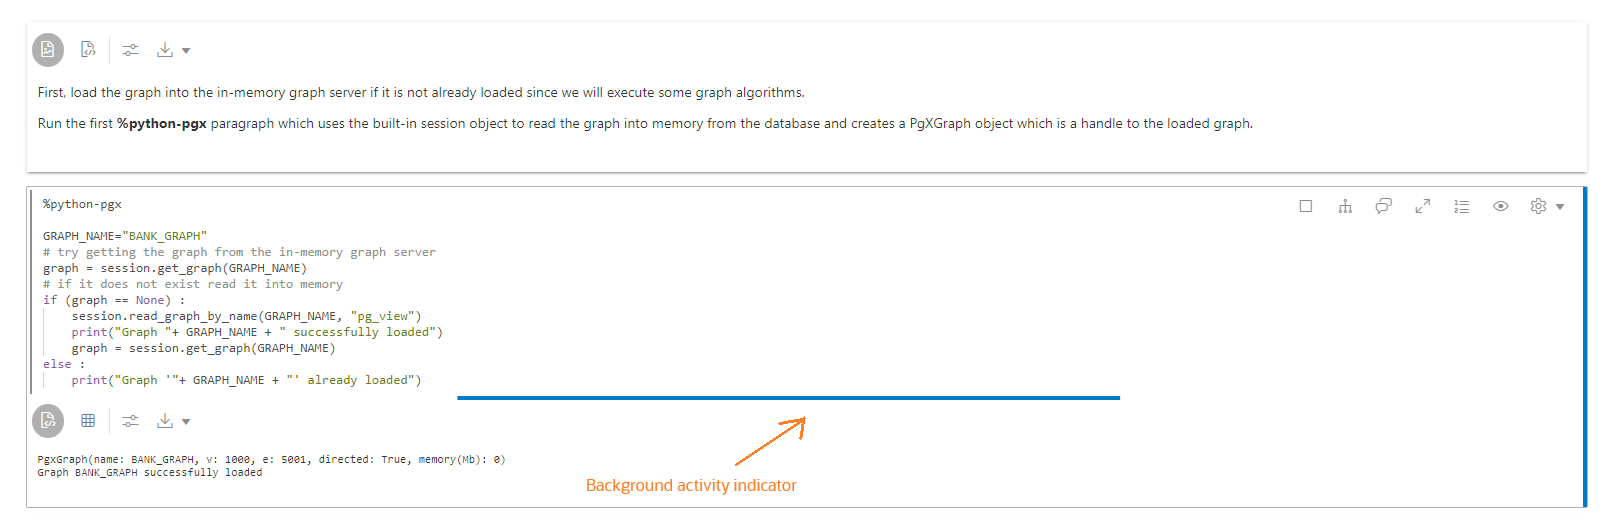 First, load the graph into the in-memory graph server if it is not already loaded since we will execute some graph algorithms.
Run the first %python-pgx paragraph which uses the built-in session object to read the graph into memory from the database and creates a PgXGraph object which is a handle to the loaded graph.
%python-pgx
GRAPH_NAME="BANK_GRAPH"
# try getting the graph from the in-memory graph server
graph = session.get_graph(GRAPH_NAME)
# if it does not exist read it into memory
if (graph == None) :
    session.read_graph_by_name(GRAPH_NAME, "pg_view")
    print("Graph "+ GRAPH_NAME + " successfully loaded")
    graph = session.get_graph(GRAPH_NAME)
else :
    print("Graph '"+ GRAPH_NAME + "' already loaded")
PgxGraph(name: BANK_GRAPH, v: 1000, e: 5001, directed: True, memory(Mb): 0)
Graph BANK_GRAPH successfully loaded
Background activity indicator